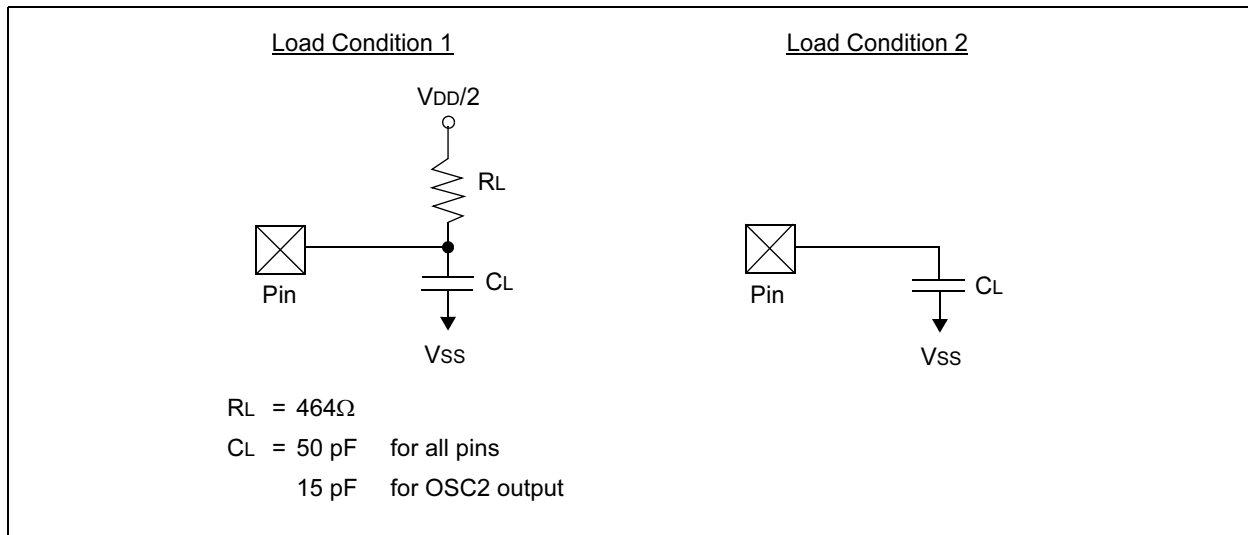 Load Condition 1
VDD/2
RL
Pin
CL
VSS
Load Condition 2
Pin
CL
VSS
RL = 464Ω
CL = 50 pF for all pins
15 pF for OSC2 output